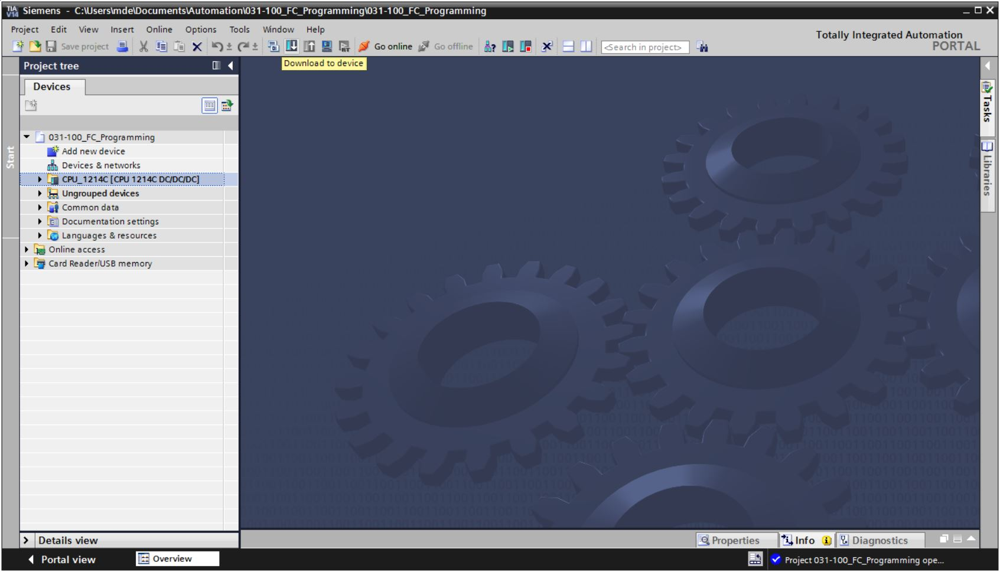 TIA V14 Siemens - C:\Users\mde\Documents\Automation\031-100_FC_Programming\031-100_FC_Programming
Project Edit View Insert Online Options Tools Window Help
Totally Integrated Automation
PORTAL
Save project Go online Go offline <Search in project>
Download to device
Project tree
Devices
Start
031-100_FC_Programming
Add new device
Devices & networks
CPU_1214C [CPU 1214C DC/DC/DC]
Ungrouped devices
Common data
Documentation settings
Languages & resources
Online access
Card Reader/USB memory
Tasks
Libraries
Details view
Properties Info Diagnostics
Portal view Overview Project 031-100_FC_Programming ope...